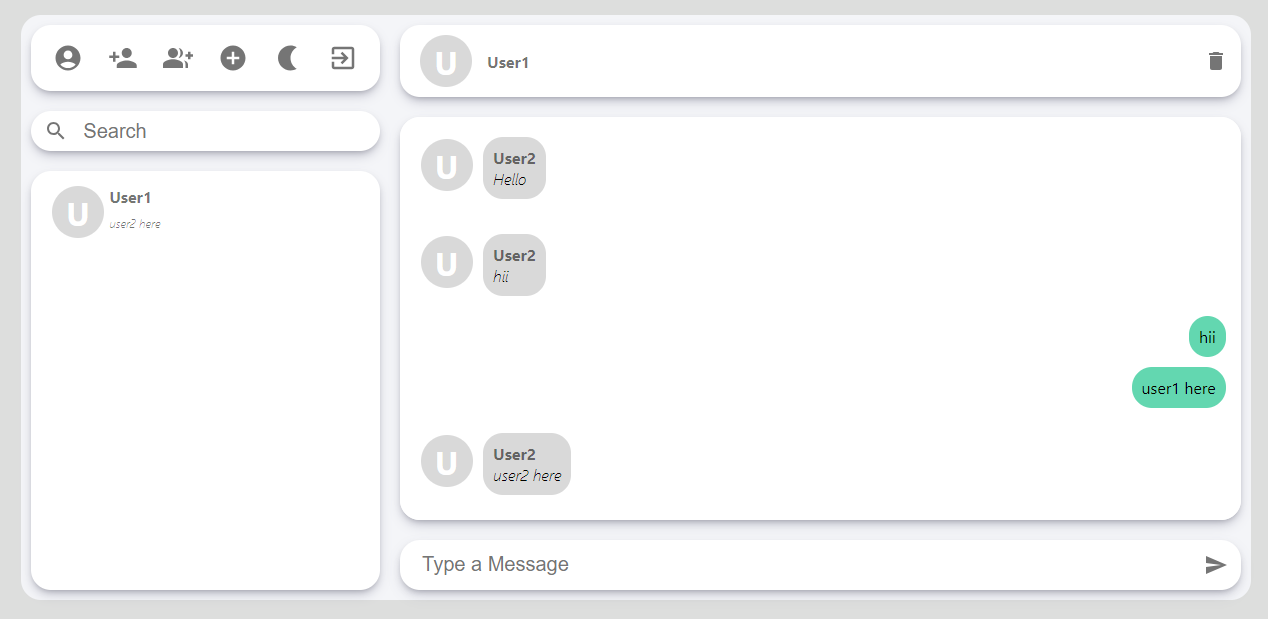 Search
U
User1
user2 here
U
User1
U
User2
Hello
U
User2
hii
hii
user1 here
U
User2
user2 here
Type a Message